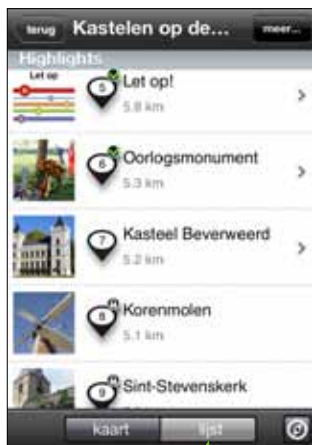 terug Kastelen op de... meer...
Highlights
Let op
5 Let op!
5.8 km
6 Oorlogsmonument
5.3 km
7 Kasteel Beverweerd
5.2 km
8 Korenmolen
5.1 km
9 Sint-Stevenskerk
kaart lijst